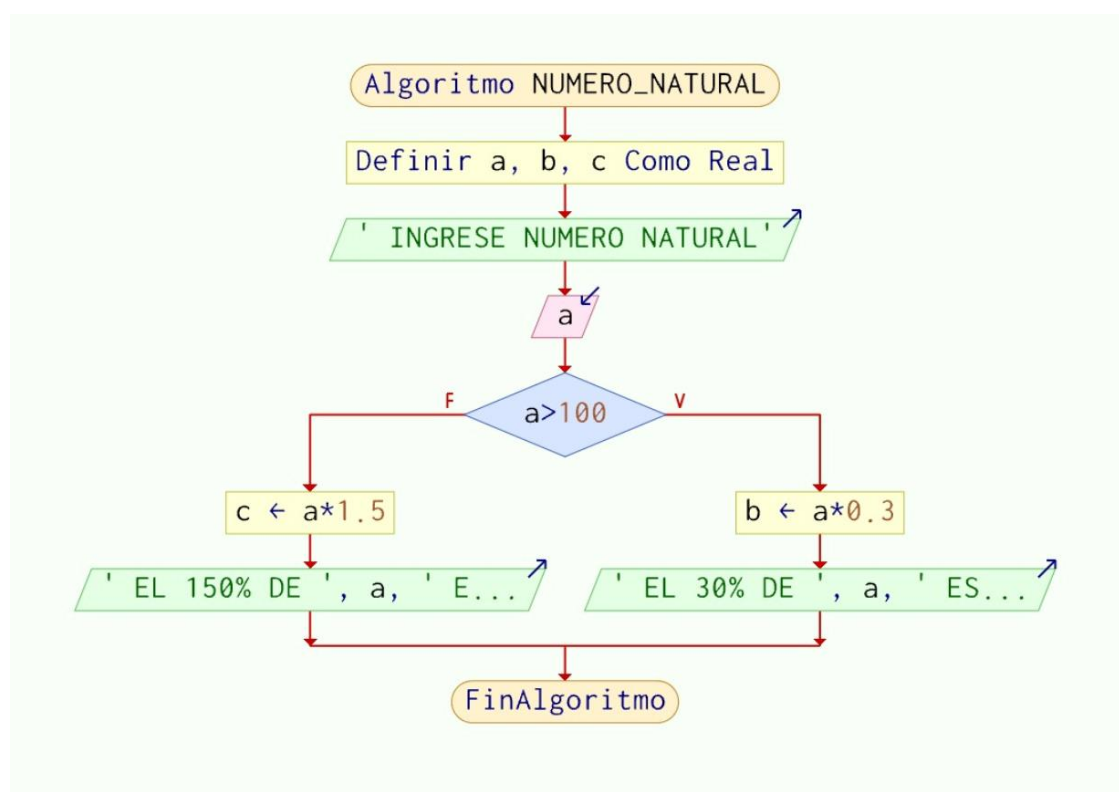 Algoritmo NUMERO_NATURAL
Definir a, b, c Como Real
' INGRESE NUMERO NATURAL'
a
a>100
F
V
c ← a*1.5
b ← a*0.3
' EL 150% DE ', a, ' E...
' EL 30% DE ', a, ' ES...
FinAlgoritmo